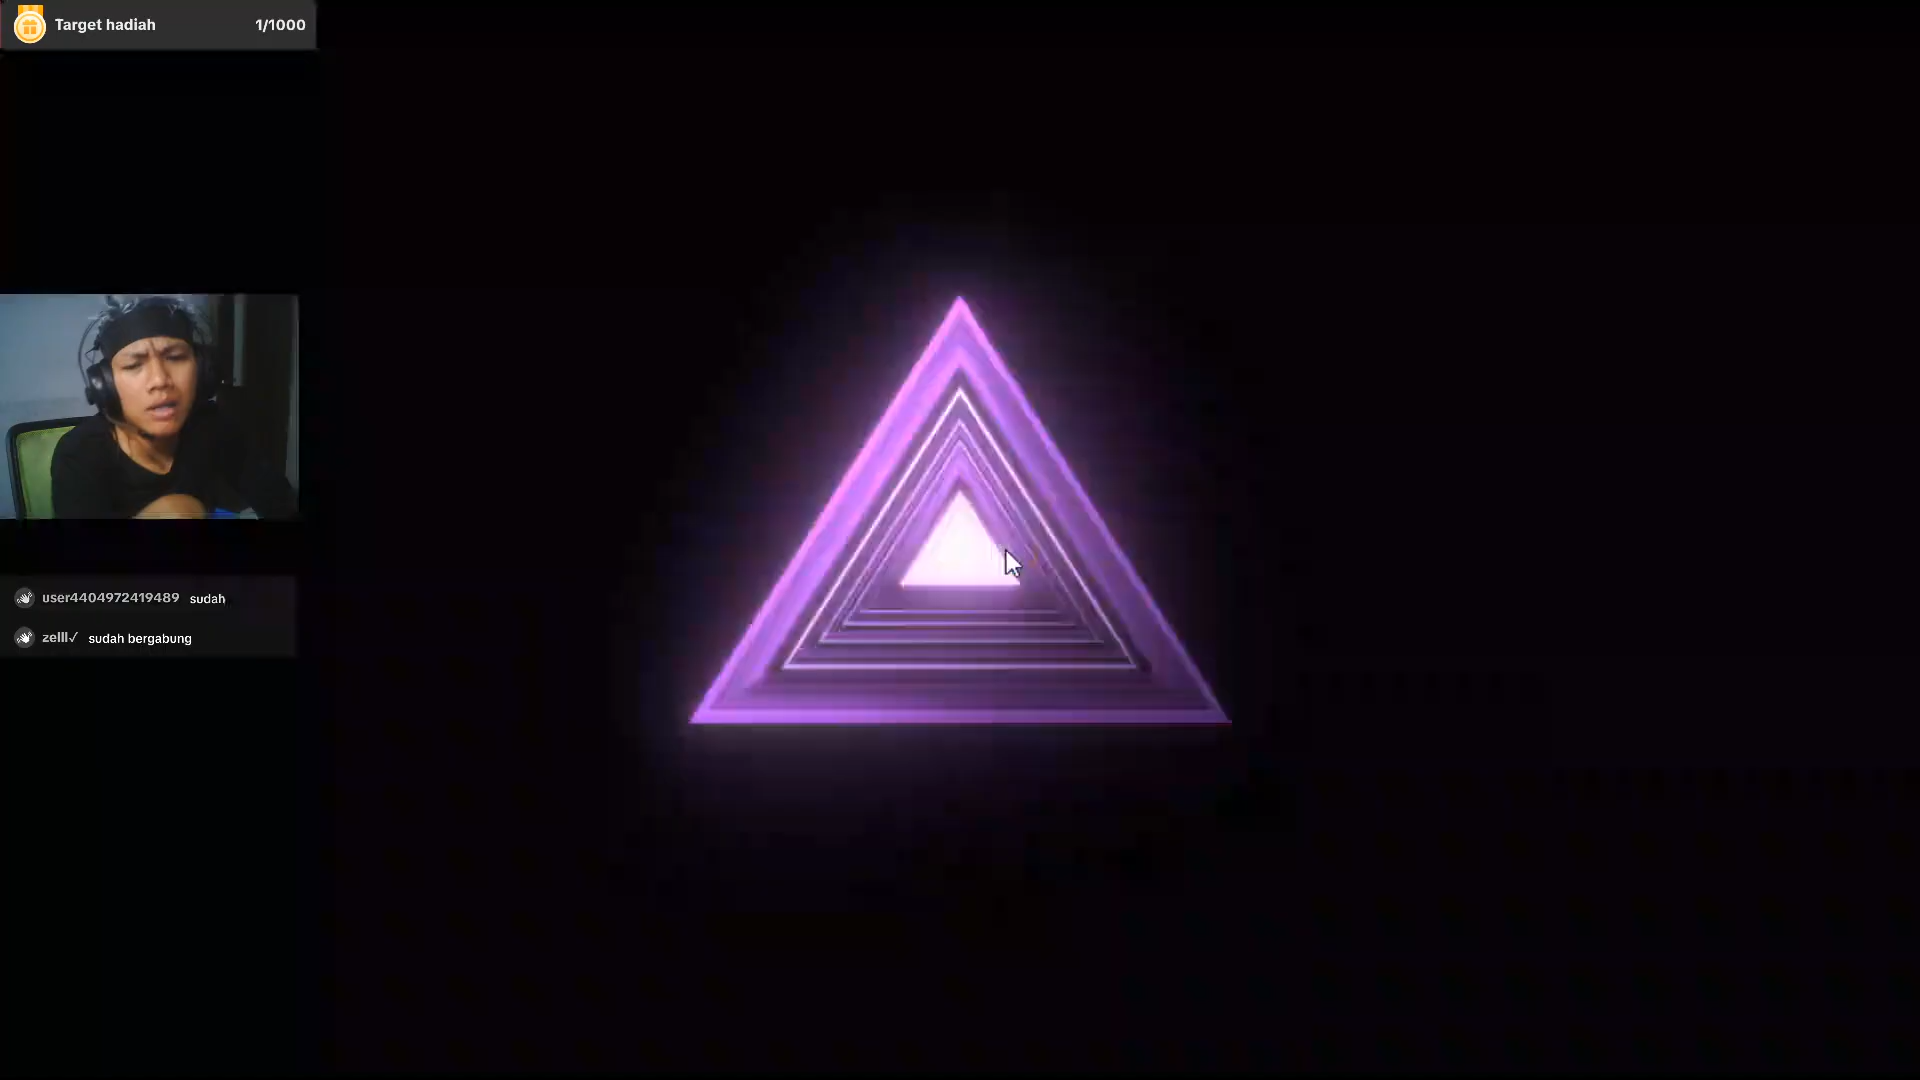 Target hadiah 1/1000
user4404972419489 sudah
zelll✓ sudah bergabung